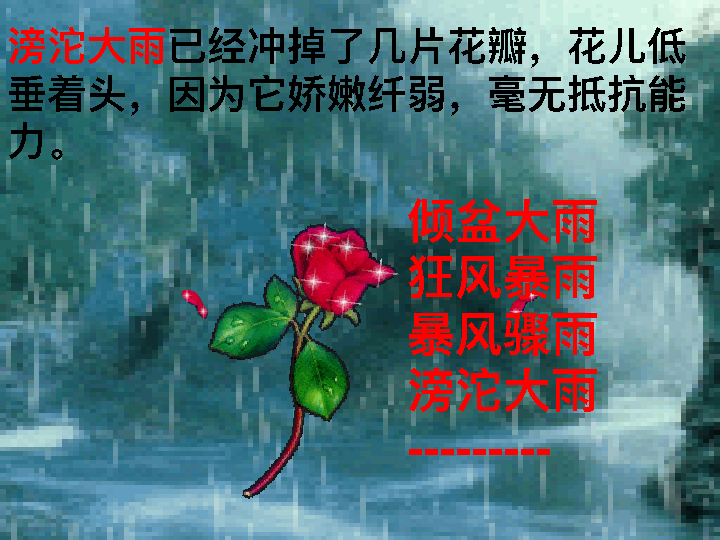 滂沱大雨已经冲掉了几片花瓣，花儿低
垂着头，因为它娇嫩纤弱，毫无抵抗能
力。
倾盆大雨
狂风暴雨
暴风骤雨
滂沱大雨
---------